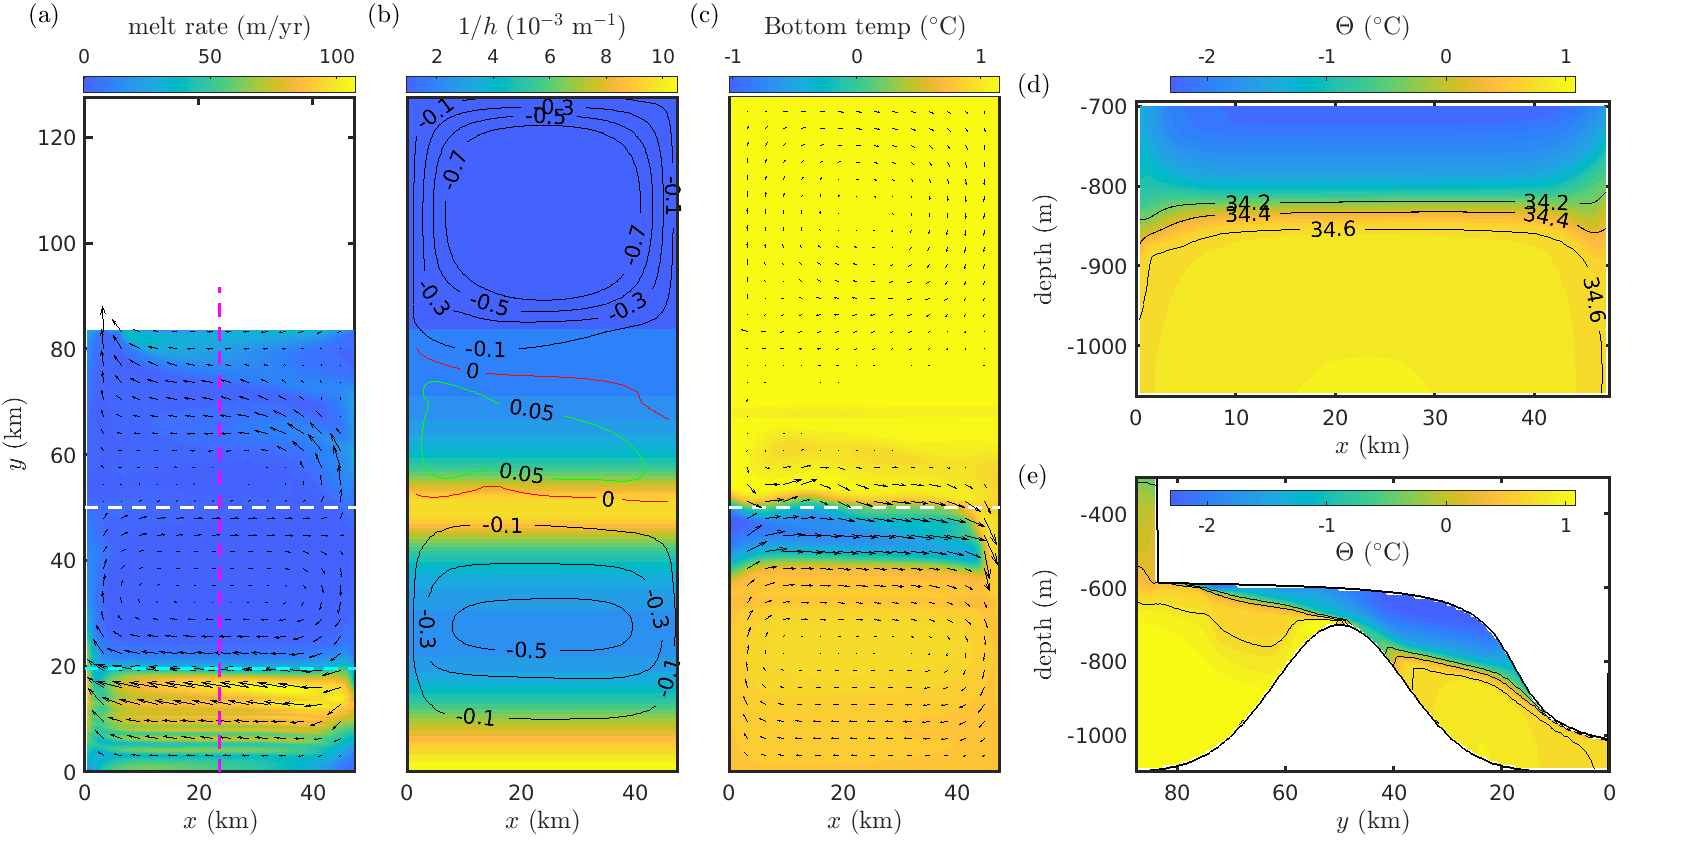 (a)
melt rate (m/yr)
0 50 100
120
100
80
60
40
20
0
y (km)
0 20 40
x (km)
(b)
1/h (10⁻³ m⁻¹)
2 4 6 8 10
-0.1
-0.3
-0.5
-0.7
-0.1
-0.7
-0.3
-0.5
-0.3
-0.1
0
0.05
0.05
0
-0.1
-0.3
-0.3
-0.5
-0.1
-0.1
0 20 40
x (km)
(c)
Bottom temp (°C)
-1 0 1
0 20 40
x (km)
(d)
Θ (°C)
-2 -1 0 1
-700
-800
-900
-1000
depth (m)
34.2 34.2
34.4 34.4
34.6
34.6
0 10 20 30 40
x (km)
(e)
-2 -1 0 1
Θ (°C)
-400
-600
-800
-1000
depth (m)
80 60 40 20 0
y (km)